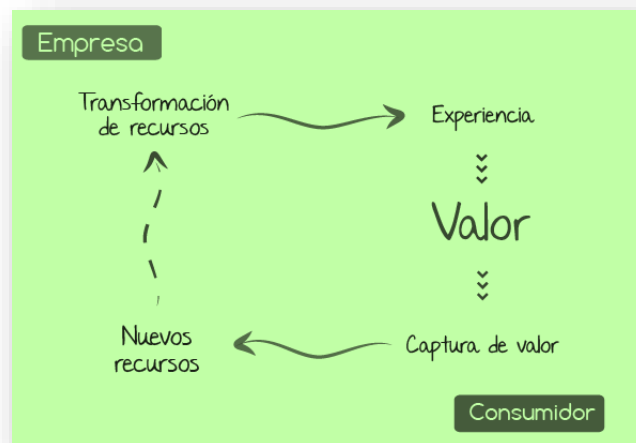 Empresa
Transformación
de recursos
Experiencia
Valor
Nuevos
recursos
Captura de valor
Consumidor